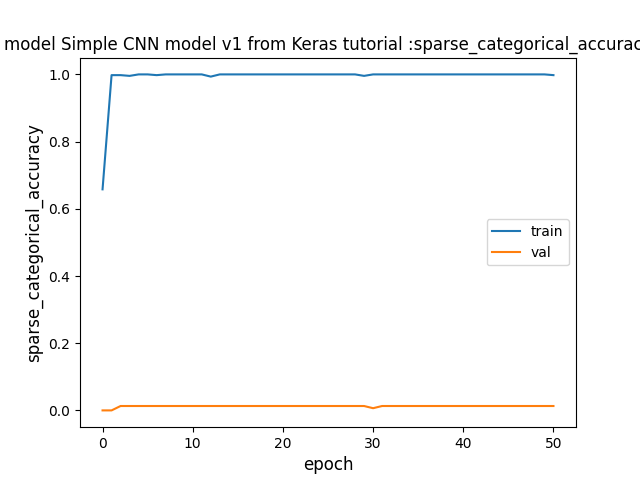 model Simple CNN model v1 from Keras tutorial :sparse_categorical_accurac
1.0
0.8
0.6
0.4
0.2
0.0
sparse_categorical_accuracy
train
val
0 10 20 30 40 50
epoch